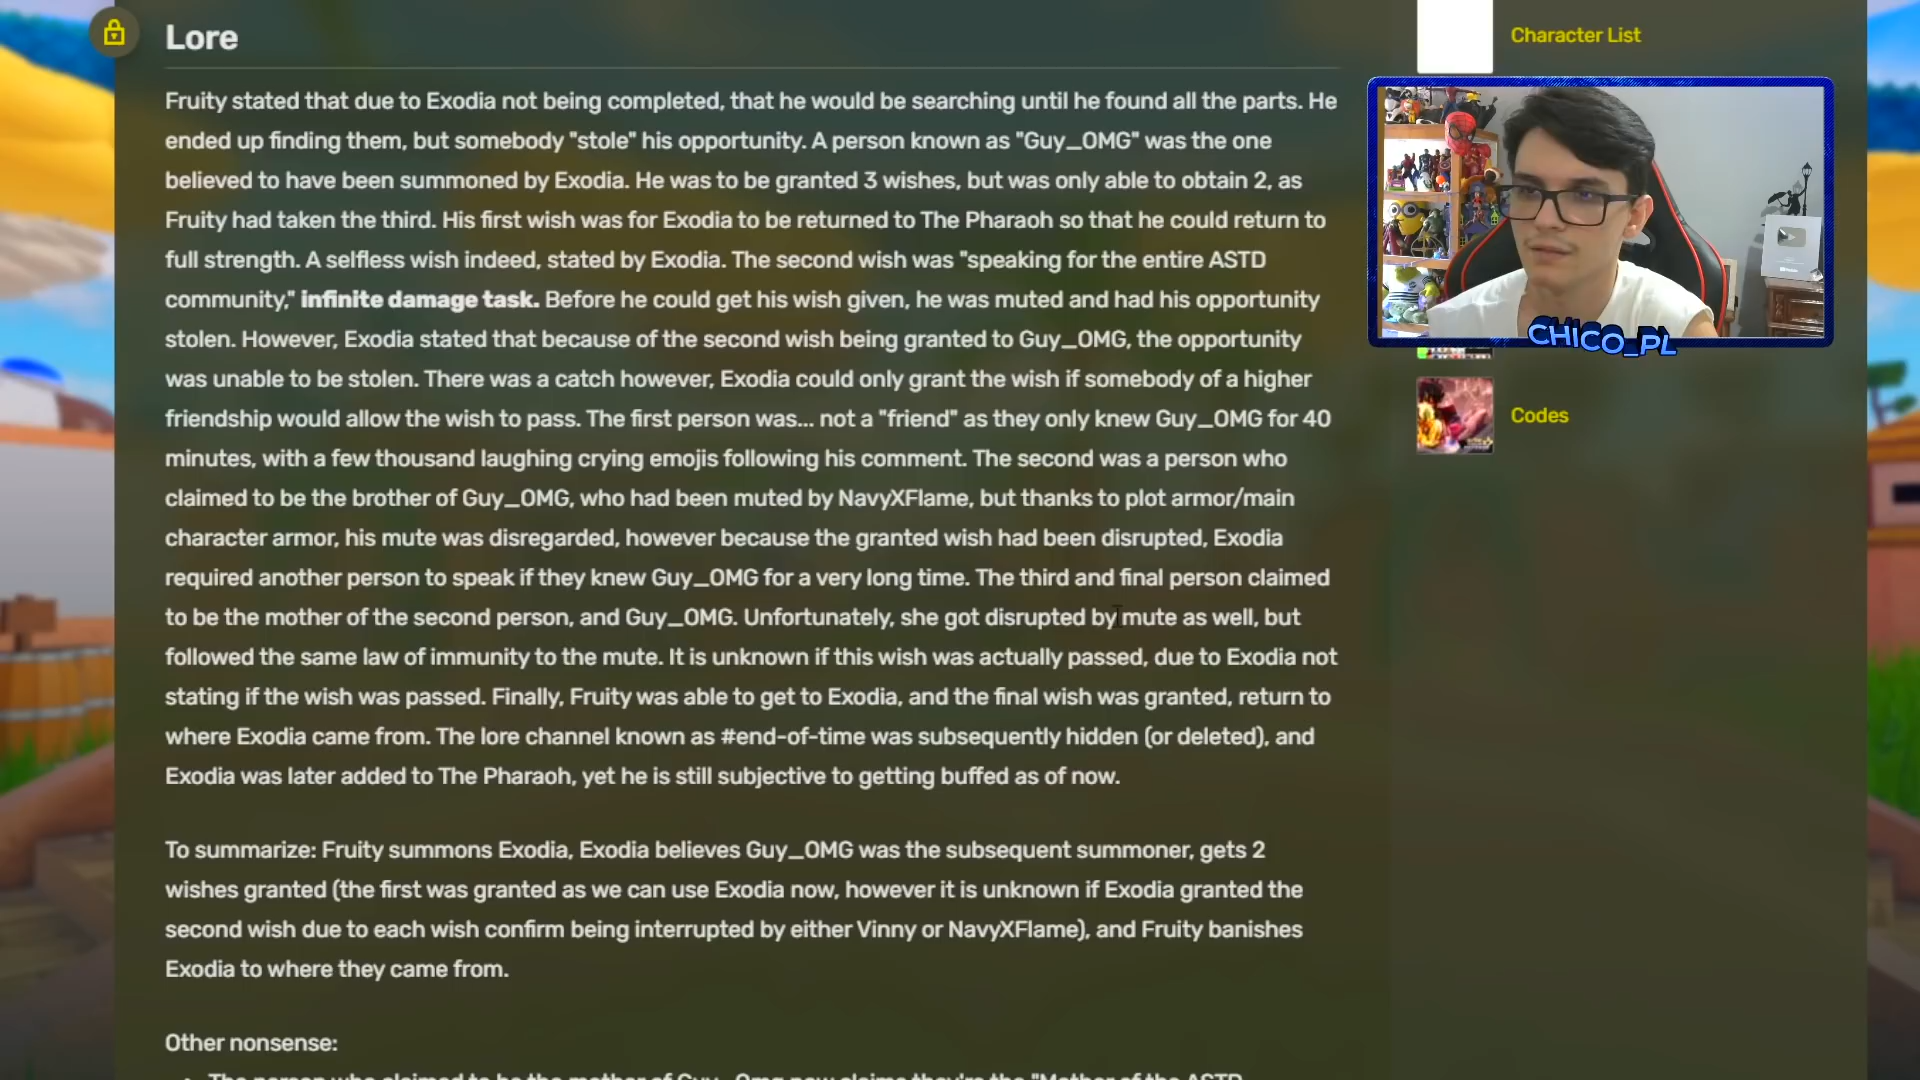 Lore
Fruity stated that due to Exodia not being completed, that he would be searching until he found all the parts. He
ended up finding them, but somebody "stole" his opportunity. A person known as "Guy_OMG" was the one
believed to have been summoned by Exodia. He was to be granted 3 wishes, but was only able to obtain 2, as
Fruity had taken the third. His first wish was for Exodia to be returned to The Pharaoh so that he could return to
full strength. A selfless wish indeed, stated by Exodia. The second wish was "speaking for the entire ASTD
community," infinite damage task. Before he could get his wish given, he was muted and had his opportunity
stolen. However, Exodia stated that because of the second wish being granted to Guy_OMG, the opportunity
was unable to be stolen. There was a catch however, Exodia could only grant the wish if somebody of a higher
friendship would allow the wish to pass. The first person was... not a "friend" as they only knew Guy_OMG for 40
minutes, with a few thousand laughing crying emojis following his comment. The second was a person who
claimed to be the brother of Guy_OMG, who had been muted by NavyXFlame, but thanks to plot armor/main
character armor, his mute was disregarded, however because the granted wish had been disrupted, Exodia
required another person to speak if they knew Guy_OMG for a very long time. The third and final person claimed
to be the mother of the second person, and Guy_OMG. Unfortunately, she got disrupted by mute as well, but
followed the same law of immunity to the mute. It is unknown if this wish was actually passed, due to Exodia not
stating if the wish was passed. Finally, Fruity was able to get to Exodia, and the final wish was granted, return to
where Exodia came from. The lore channel known as #end-of-time was subsequently hidden (or deleted), and
Exodia was later added to The Pharaoh, yet he is still subjective to getting buffed as of now.
To summarize: Fruity summons Exodia, Exodia believes Guy_OMG was the subsequent summoner, gets 2
wishes granted (the first was granted as we can use Exodia now, however it is unknown if Exodia granted the
second wish due to each wish confirm being interrupted by either Vinny or NavyXFlame), and Fruity banishes
Exodia to where they came from.
Other nonsense:
The person who claimed to be the mother of Guy_Omg now claims they're the "Mother of the ASTD
Character List
CHICO_PL
Codes